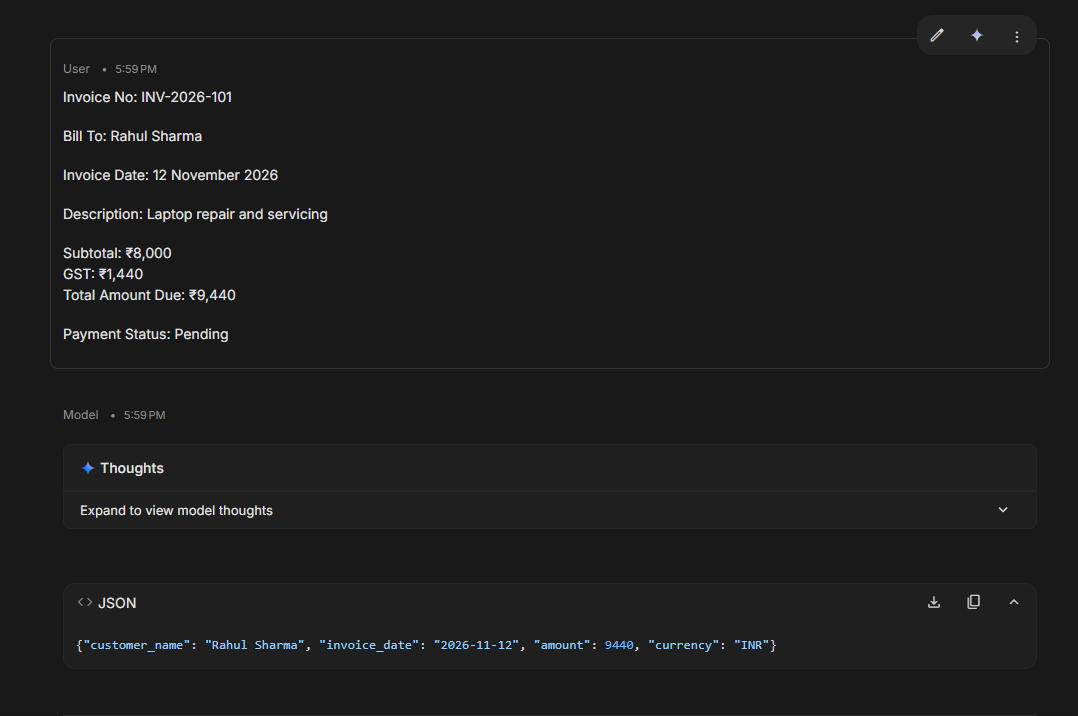 User • 5:59 PM
Invoice No: INV-2026-101
Bill To: Rahul Sharma
Invoice Date: 12 November 2026
Description: Laptop repair and servicing
Subtotal: ₹8,000
GST: ₹1,440
Total Amount Due: ₹9,440
Payment Status: Pending
Model • 5:59 PM
Thoughts
Expand to view model thoughts
<> JSON
{"customer_name": "Rahul Sharma", "invoice_date": "2026-11-12", "amount": 9440, "currency": "INR"}